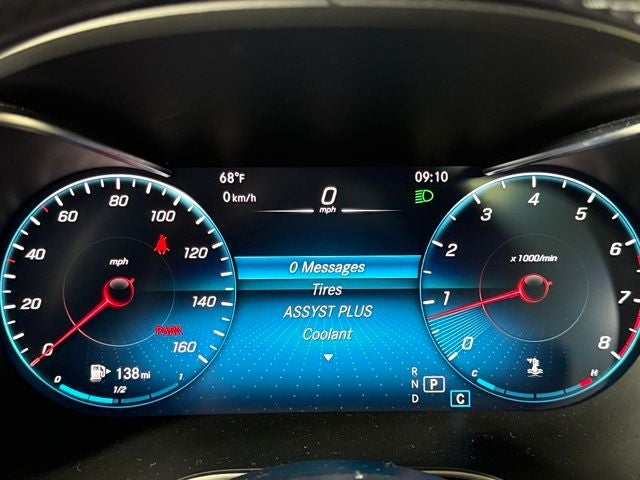 68°F
0 km/h
0
mph
09:10
0 Messages
Tires
ASSYST PLUS
Coolant
0
20
40
60
80
100
120
140
160
mph
PARK
138 mi
0
1/2
1
0
1
2
3
4
5
6
7
8
x 1000/min
C
H
R
N
P
D
C